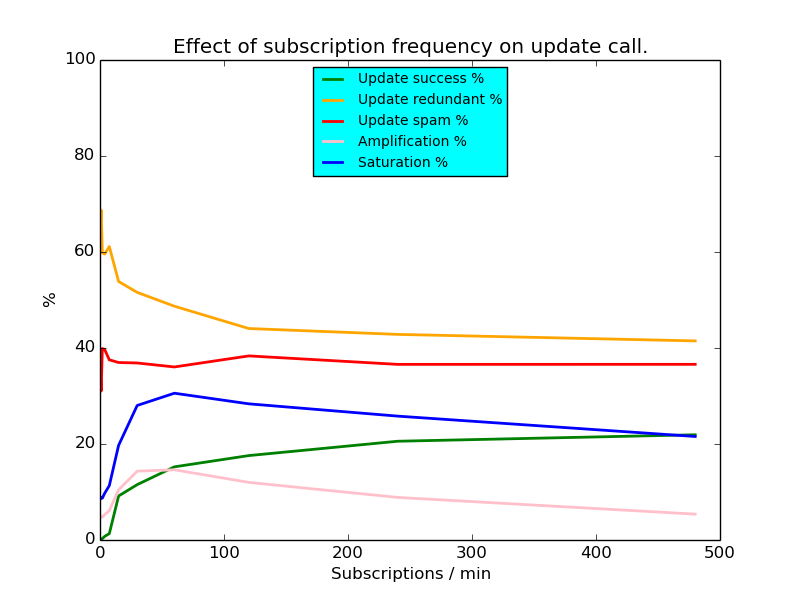 Effect of subscription frequency on update call.
100
80
60
40
20
0
%
Update success %
Update redundant %
Update spam %
Amplification %
Saturation %
0 100 200 300 400 500
Subscriptions / min